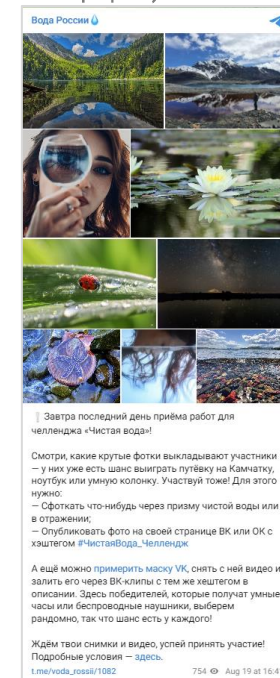 Вода России💧
❕Завтра последний день приёма работ для
челленджа «Чистая вода»!
Смотри, какие крутые фотки выкладывают участники
— у них уже есть шанс выиграть путёвку на Камчатку,
ноутбук или умную колонку. Участвуй тоже! Для этого
нужно:
— Сфоткать что-нибудь через призму чистой воды или
в отражении;
— Опубликовать фото на своей странице ВК или ОК с
хэштегом #ЧистаяВода_Челлендж
А ещё можно примерить маску VK, снять с ней видео и
залить его через ВК-клипы с тем же хештегом в
описании. Здесь победителей, которые получат умные
часы или беспроводные наушники, выберем
рандомно, так что шанс есть у каждого!
Ждём твои снимки и видео, успей принять участие!
Подробные условия — здесь.
t.me/voda_rossii/1082 754 Aug 19 at 16:4